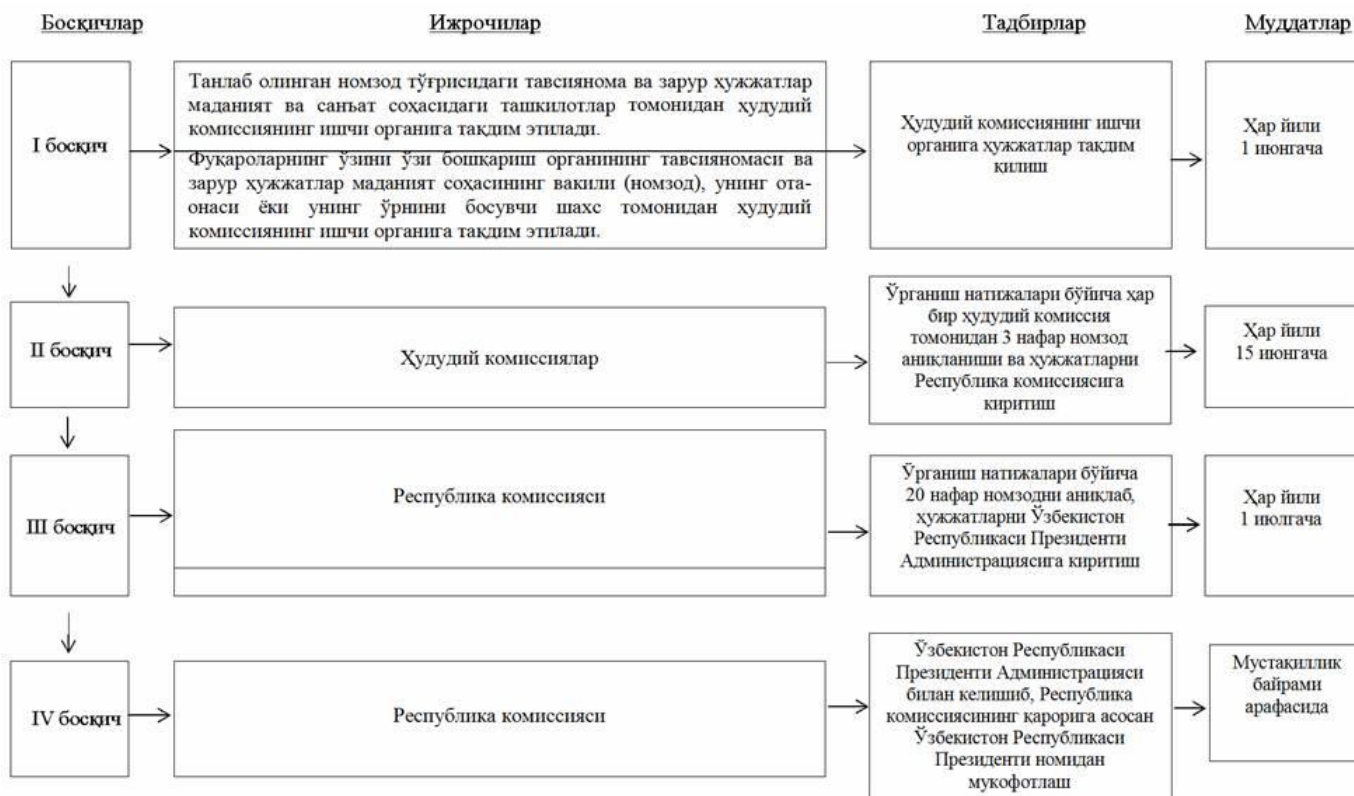 Босқичлар Ижрочилар Тадбирлар Муддатлар
I босқич
Танлаб олинган номзод тўғрисидаги тавсиянома ва зарур ҳужжатлар
маданият ва санъат соҳасидаги ташкилотлар томонидан ҳудудий
комиссиянинг ишчи органига тақдим этилади.
Фуқароларнинг ўзини ўзи бошқариш органининг тавсияномаси ва
зарур ҳужжатлар маданият соҳасининг вакили (номзод), унинг ота-
онаси ёки унинг ўрнини босувчи шахс томонидан ҳудудий
комиссиянинг ишчи органига тақдим этилади.
Ҳудудий комиссиянинг ишчи
органига ҳужжатлар тақдим
қилиш
Ҳар йили
1 июнгача
II босқич
Ҳудудий комиссиялар
Ўрганиш натижалари бўйича ҳар
бир ҳудудий комиссия
томонидан 3 нафар номзод
аниқланиши ва ҳужжатларни
Республика комиссиясига
киритиш
Ҳар йили
15 июнгача
III босқич
Республика комиссияси
Ўрганиш натижалари бўйича
20 нафар номзодни аниқлаб,
ҳужжатларни Ўзбекистон
Республикаси Президенти
Администрациясига киритиш
Ҳар йили
1 июлгача
IV босқич
Республика комиссияси
Ўзбекистон Республикаси
Президенти Администрацияси
билан келишиб, Республика
комиссиясининг қарорига асосан
Ўзбекистон Республикаси
Президенти номидан
мукофотлаш
Мустақиллик
байрами
арафасида